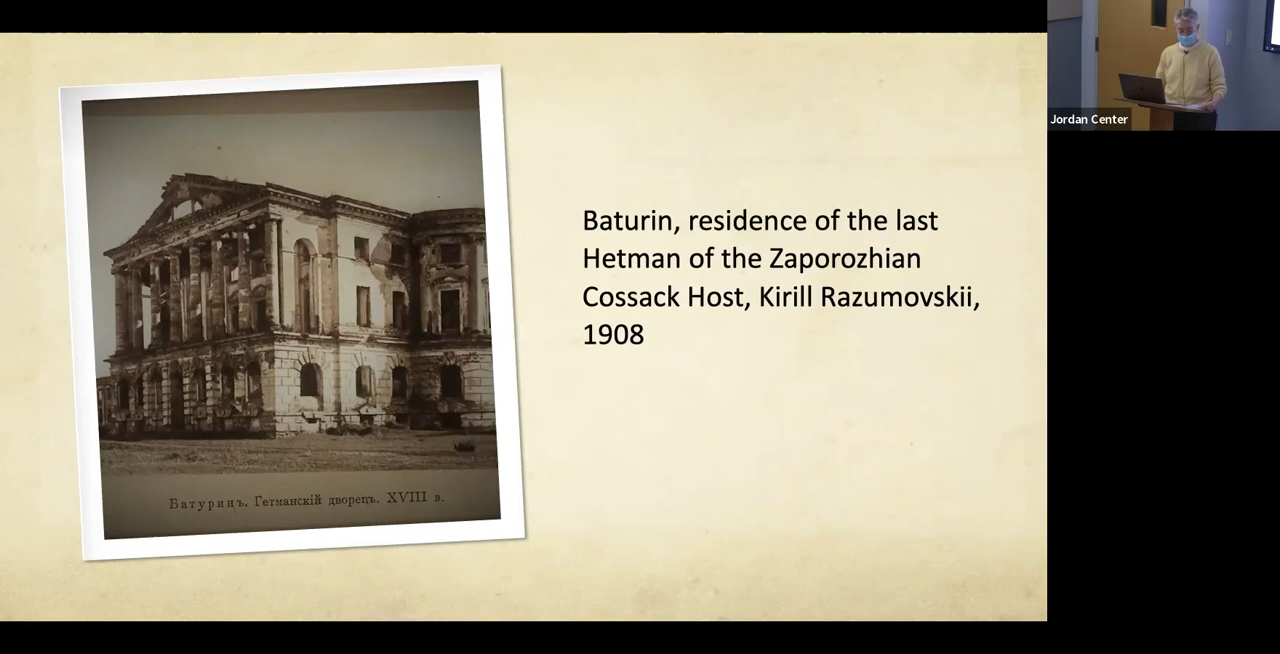 Baturin, residence of the last
Hetman of the Zaporozhian
Cossack Host, Kirill Razumovskii,
1908
Батуринъ. Гетманскій дворецъ. XVIII в.
Jordan Center